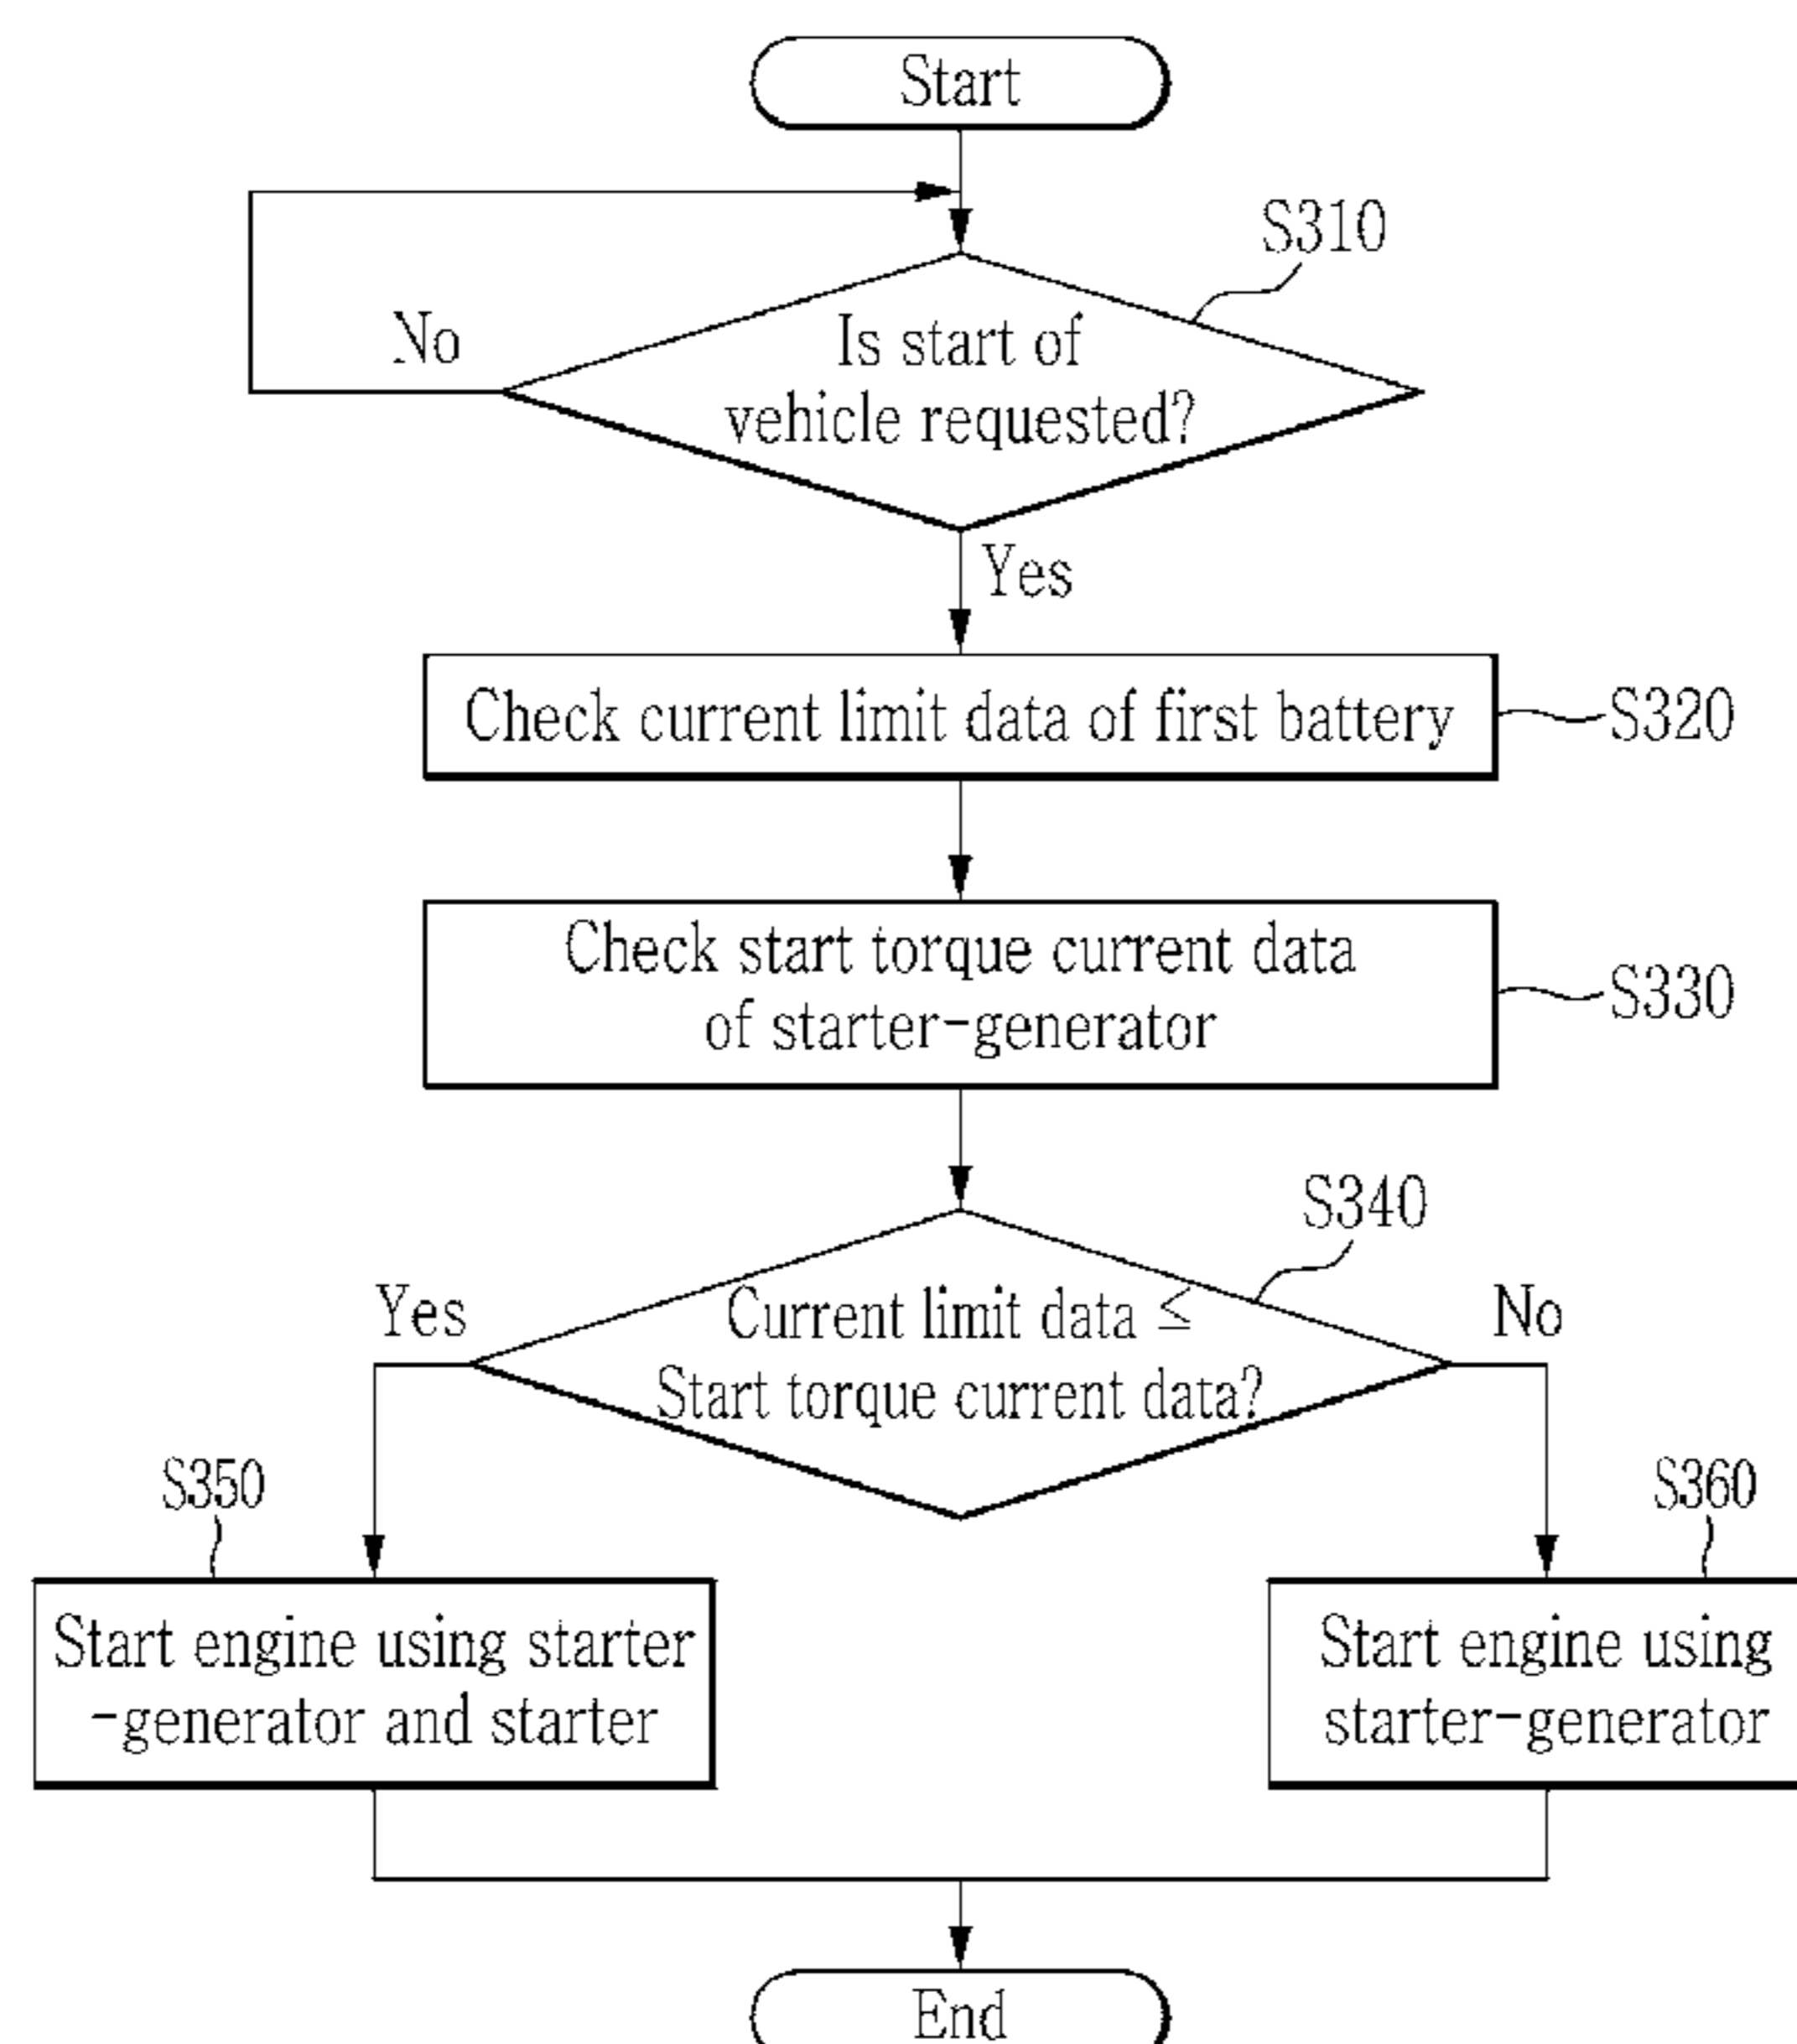 Start
S310
No
Is start of
vehicle requested?
Yes
Check current limit data of first battery
S320
Check start torque current data
of starter-generator
S330
S340
Yes
Current limit data ≤
No
Start torque current data?
S350
S360
Start engine using starter
-generator and starter
Start engine using
starter-generator
End